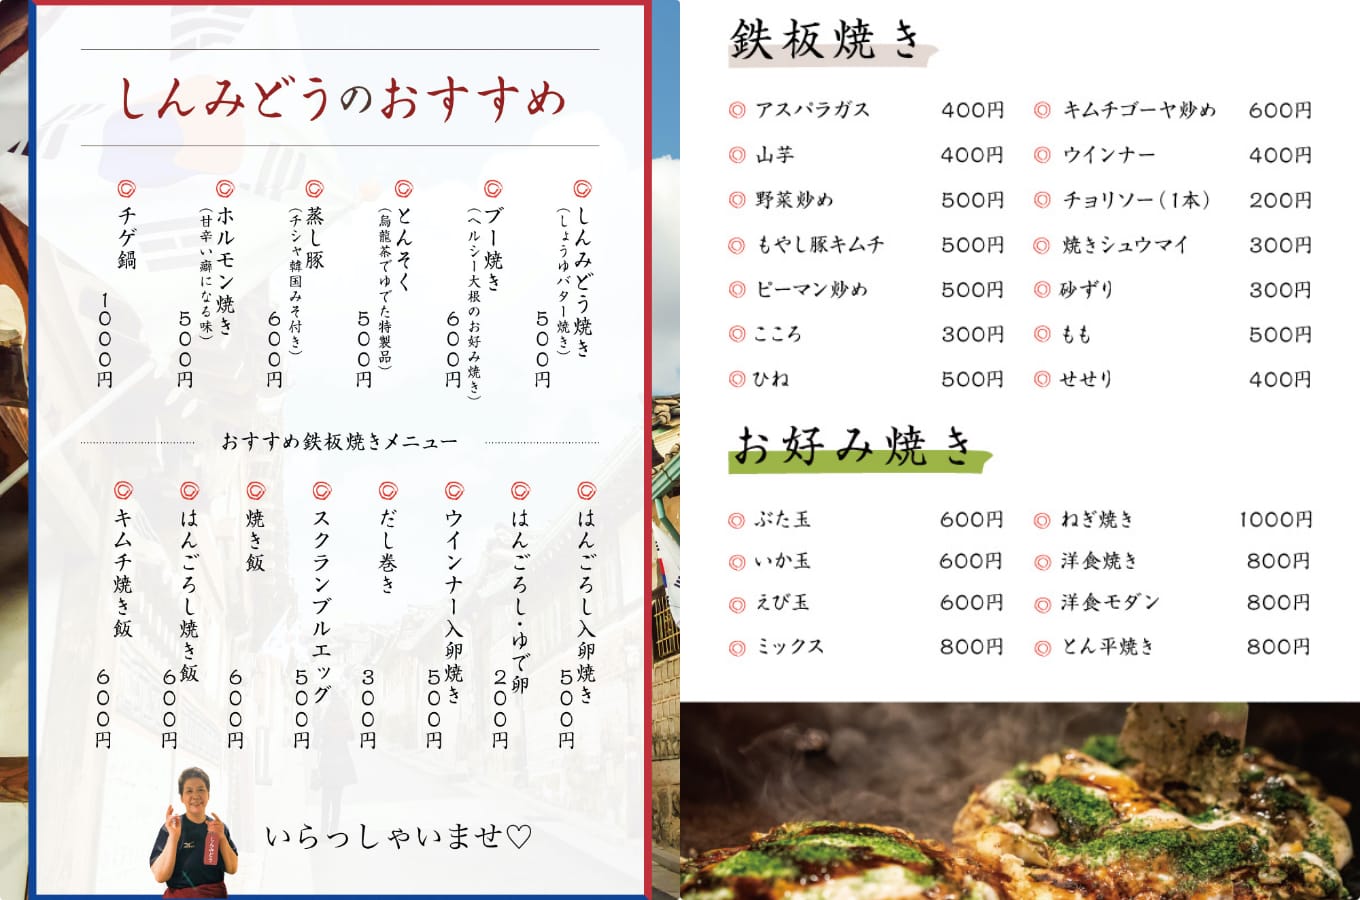 しんみどうのおすすめ
しんみどう焼き
（しょうゆバター焼き）
500円
ブー焼き
（ヘルシー大根のお好み焼き）
600円
とんそく
（烏龍茶でゆでた特製品）
500円
蒸し豚
（チシャ韓国みそ付き）
600円
ホルモン焼き
（甘辛い癖になる味）
500円
チゲ鍋
1000円
おすすめ鉄板焼きメニュー
はんごろし入卵焼き
500円
はんごろし・ゆで卵
200円
ウインナー入卵焼き
500円
だし巻き
300円
スクランブルエッグ
500円
焼き飯
600円
はんごろし焼き飯
600円
キムチ焼き飯
600円
しんみどう
いらっしゃいませ♡
鉄板焼き
アスパラガス 400円
山芋 400円
野菜炒め 500円
もやし豚キムチ 500円
ピーマン炒め 500円
こころ 300円
ひね 500円
キムチゴーヤ炒め 600円
ウインナー 400円
チョリソー（1本） 200円
焼きシュウマイ 300円
砂ずり 300円
もも 500円
せせり 400円
お好み焼き
ぶた玉 600円
いか玉 600円
えび玉 600円
ミックス 800円
ねぎ焼き 1000円
洋食焼き 800円
洋食モダン 800円
とん平焼き 800円